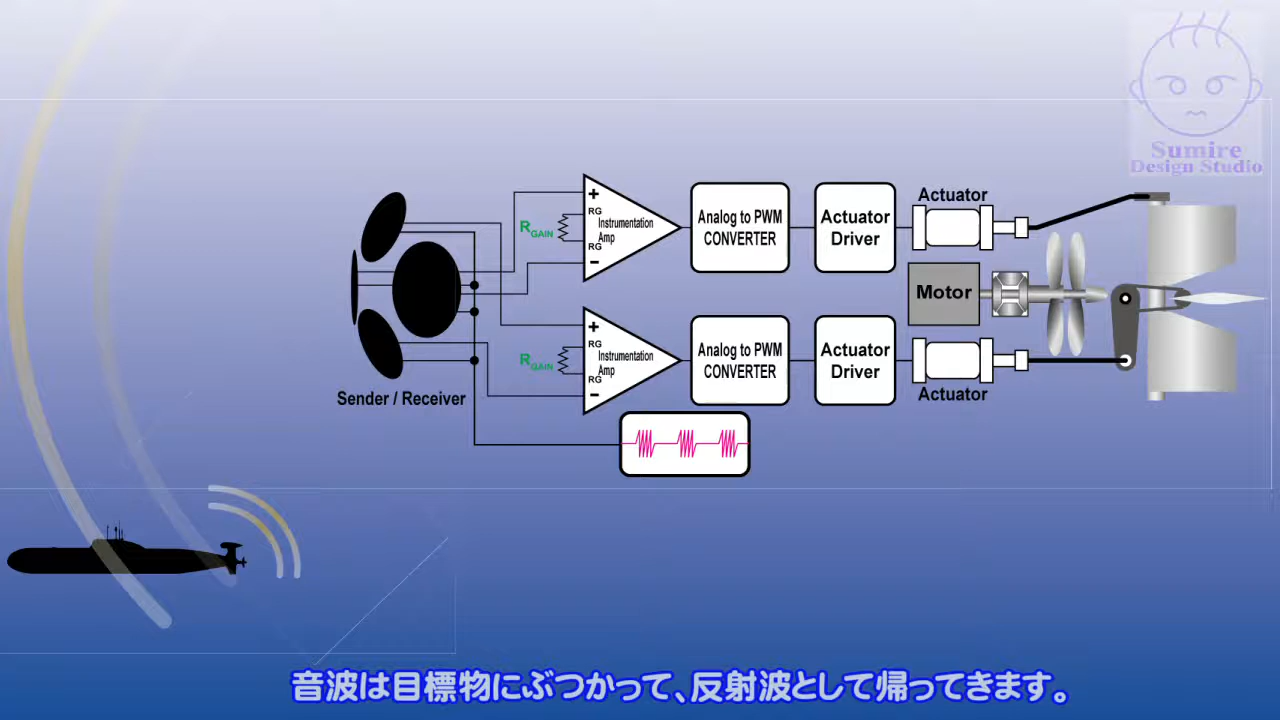 Sumire
Design Studio
Actuator
+
RG
RGAIN
Instrumentation
Amp
RG
-
Analog to PWM
CONVERTER
Actuator
Driver
Motor
+
RG
RGAIN
Instrumentation
Amp
RG
-
Analog to PWM
CONVERTER
Actuator
Driver
Actuator
Sender / Receiver
音波は目標物にぶつかって、反射波として帰ってきます。